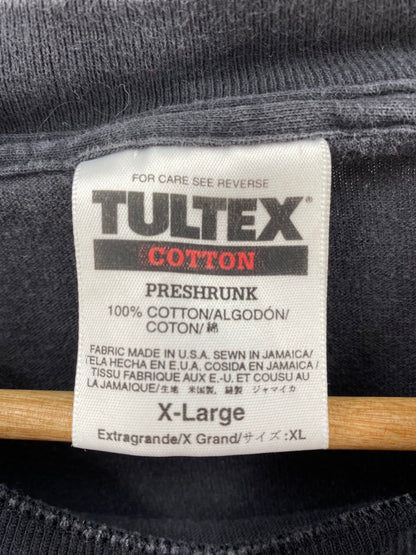 FOR CARE SEE REVERSE
TULTEX®
COTTON
PRESHRUNK
100% COTTON/ALGODÓN/
COTON/綿
FABRIC MADE IN U.S.A. SEWN IN JAMAICA/
TELA HECHA EN E.U.A. COSIDA EN JAMAICA/
TISSU FABRIQUE AUX E.-U. ET COUSU AU
LA JAMAIQUE/生地 米国製, 縫製 ジャマイカ
X-Large
Extragrande/X Grand/サイズ:XL